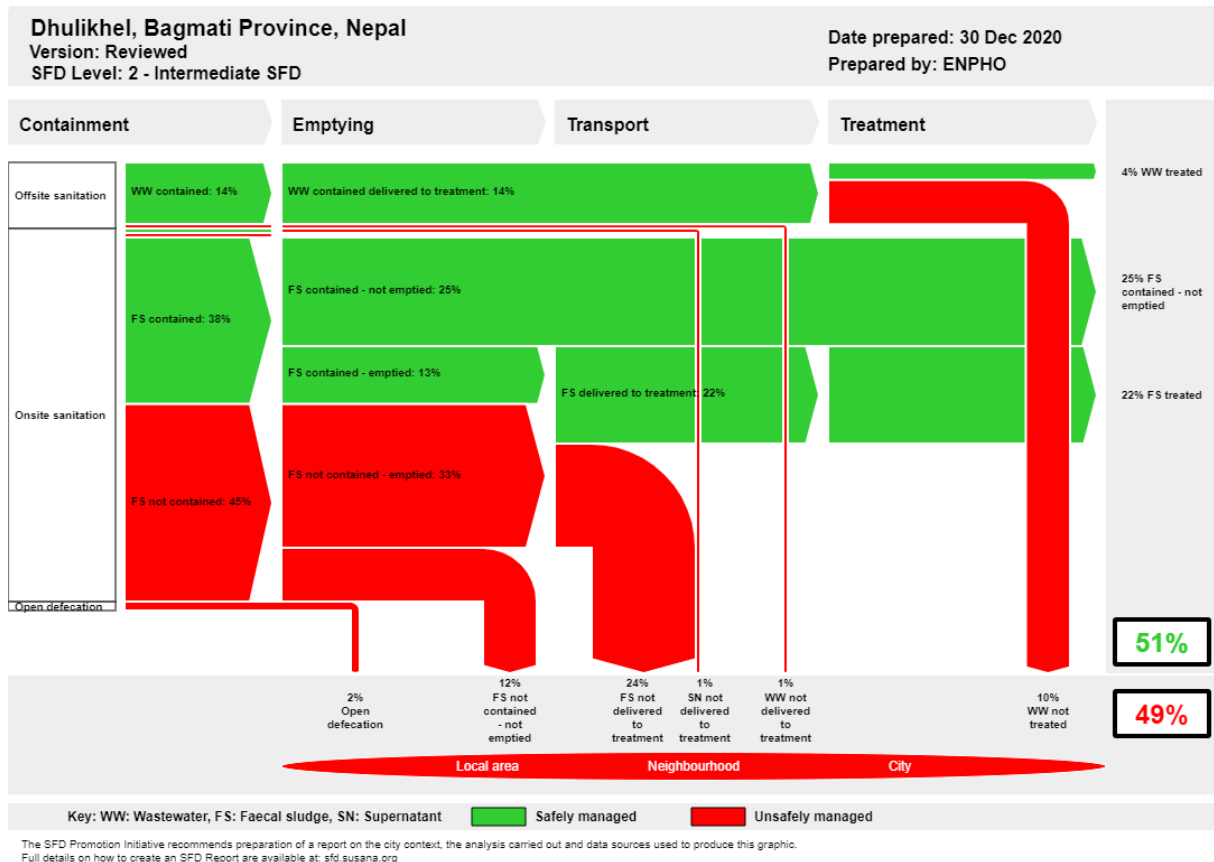 Dhulikhel, Bagmati Province, Nepal
Version: Reviewed
SFD Level: 2 - Intermediate SFD
Date prepared: 30 Dec 2020
Prepared by: ENPHO
Containment
Emptying
Transport
Treatment
Offsite sanitation
WW contained: 14%
WW contained delivered to treatment: 14%
4% WW treated
FS contained - not emptied: 25%
25% FS
contained - not
emptied
FS contained: 38%
FS contained - emptied: 13%
FS delivered to treatment: 22%
22% FS treated
Onsite sanitation
FS not contained - emptied: 33%
FS not contained: 45%
Open defecation
51%
2%
Open
defecation
12%
FS not
contained
- not
emptied
24%
FS not
delivered
to
treatment
1%
SN not
delivered
to
treatment
1%
WW not
delivered
to
treatment
10%
WW not
treated
49%
Local area
Neighbourhood
City
Key: WW: Wastewater, FS: Faecal sludge, SN: Supernatant
Safely managed
Unsafely managed
The SFD Promotion Initiative recommends preparation of a report on the city context, the analysis carried out and data sources used to produce this graphic.
Full details on how to create an SFD Report are available at: sfd.susana.org